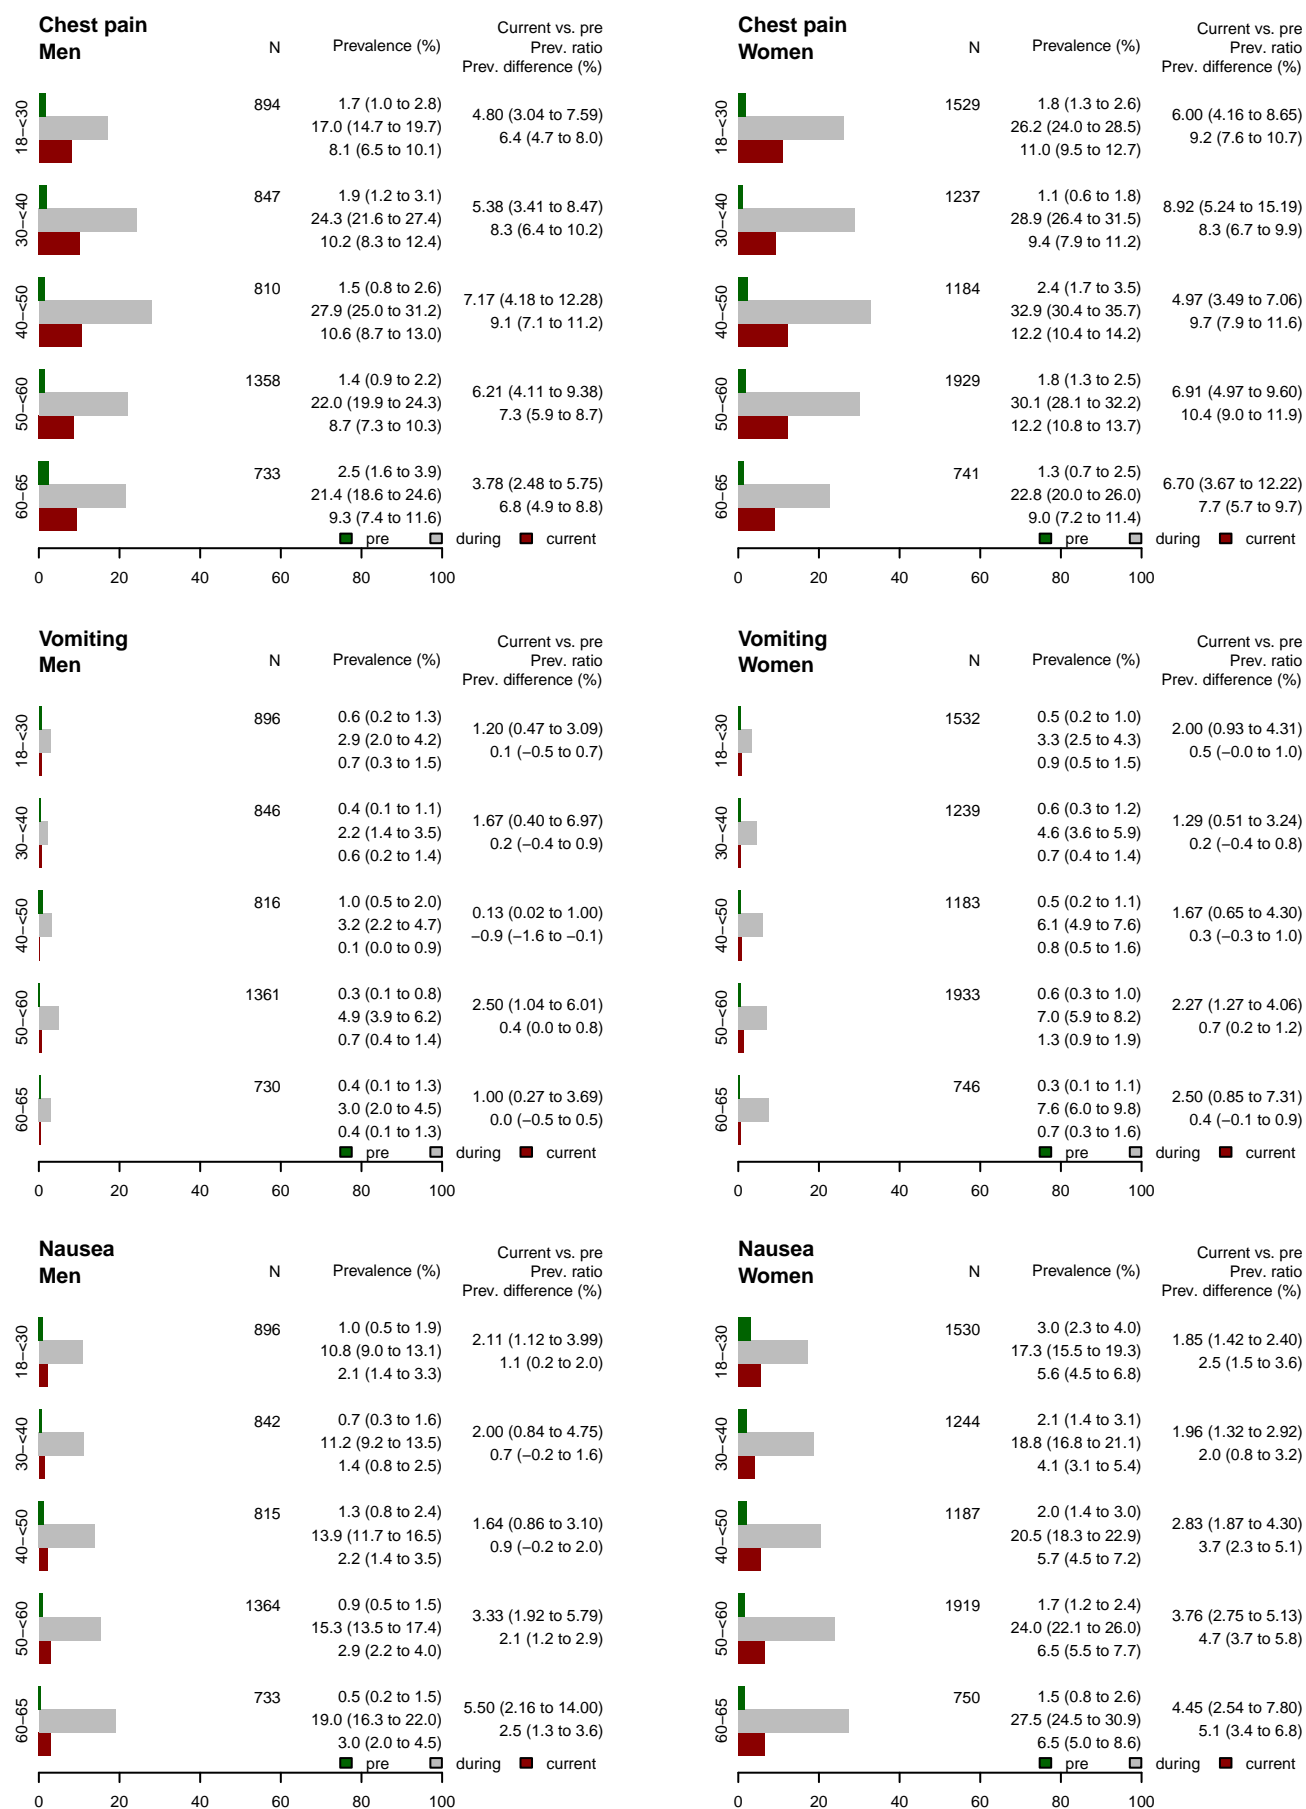 Chest pain
Men
N
Prevalence (%)
Current vs. pre
Prev. ratio
Prev. difference (%)
18−<30
894
1.7 (1.0 to 2.8)
17.0 (14.7 to 19.7)
8.1 (6.5 to 10.1)
4.80 (3.04 to 7.59)
6.4 (4.7 to 8.0)
30−<40
847
1.9 (1.2 to 3.1)
24.3 (21.6 to 27.4)
10.2 (8.3 to 12.4)
5.38 (3.41 to 8.47)
8.3 (6.4 to 10.2)
40−<50
810
1.5 (0.8 to 2.6)
27.9 (25.0 to 31.2)
10.6 (8.7 to 13.0)
7.17 (4.18 to 12.28)
9.1 (7.1 to 11.2)
50−<60
1358
1.4 (0.9 to 2.2)
22.0 (19.9 to 24.3)
8.7 (7.3 to 10.3)
6.21 (4.11 to 9.38)
7.3 (5.9 to 8.7)
60−65
733
2.5 (1.6 to 3.9)
21.4 (18.6 to 24.6)
9.3 (7.4 to 11.6)
3.78 (2.48 to 5.75)
6.8 (4.9 to 8.8)
pre during current
0 20 40 60 80 100
Chest pain
Women
N
Prevalence (%)
Current vs. pre
Prev. ratio
Prev. difference (%)
18−<30
1529
1.8 (1.3 to 2.6)
26.2 (24.0 to 28.5)
11.0 (9.5 to 12.7)
6.00 (4.16 to 8.65)
9.2 (7.6 to 10.7)
30−<40
1237
1.1 (0.6 to 1.8)
28.9 (26.4 to 31.5)
9.4 (7.9 to 11.2)
8.92 (5.24 to 15.19)
8.3 (6.7 to 9.9)
40−<50
1184
2.4 (1.7 to 3.5)
32.9 (30.4 to 35.7)
12.2 (10.4 to 14.2)
4.97 (3.49 to 7.06)
9.7 (7.9 to 11.6)
50−<60
1929
1.8 (1.3 to 2.5)
30.1 (28.1 to 32.2)
12.2 (10.8 to 13.7)
6.91 (4.97 to 9.60)
10.4 (9.0 to 11.9)
60−65
741
1.3 (0.7 to 2.5)
22.8 (20.0 to 26.0)
9.0 (7.2 to 11.4)
6.70 (3.67 to 12.22)
7.7 (5.7 to 9.7)
pre during current
0 20 40 60 80 100
Vomiting
Men
N
Prevalence (%)
Current vs. pre
Prev. ratio
Prev. difference (%)
18−<30
896
0.6 (0.2 to 1.3)
2.9 (2.0 to 4.2)
0.7 (0.3 to 1.5)
1.20 (0.47 to 3.09)
0.1 (−0.5 to 0.7)
30−<40
846
0.4 (0.1 to 1.1)
2.2 (1.4 to 3.5)
0.6 (0.2 to 1.4)
1.67 (0.40 to 6.97)
0.2 (−0.4 to 0.9)
40−<50
816
1.0 (0.5 to 2.0)
3.2 (2.2 to 4.7)
0.1 (0.0 to 0.9)
0.13 (0.02 to 1.00)
−0.9 (−1.6 to −0.1)
50−<60
1361
0.3 (0.1 to 0.8)
4.9 (3.9 to 6.2)
0.7 (0.4 to 1.4)
2.50 (1.04 to 6.01)
0.4 (0.0 to 0.8)
60−65
730
0.4 (0.1 to 1.3)
3.0 (2.0 to 4.5)
0.4 (0.1 to 1.3)
1.00 (0.27 to 3.69)
0.0 (−0.5 to 0.5)
pre during current
0 20 40 60 80 100
Vomiting
Women
N
Prevalence (%)
Current vs. pre
Prev. ratio
Prev. difference (%)
18−<30
1532
0.5 (0.2 to 1.0)
3.3 (2.5 to 4.3)
0.9 (0.5 to 1.5)
2.00 (0.93 to 4.31)
0.5 (−0.0 to 1.0)
30−<40
1239
0.6 (0.3 to 1.2)
4.6 (3.6 to 5.9)
0.7 (0.4 to 1.4)
1.29 (0.51 to 3.24)
0.2 (−0.4 to 0.8)
40−<50
1183
0.5 (0.2 to 1.1)
6.1 (4.9 to 7.6)
0.8 (0.5 to 1.6)
1.67 (0.65 to 4.30)
0.3 (−0.3 to 1.0)
50−<60
1933
0.6 (0.3 to 1.0)
7.0 (5.9 to 8.2)
1.3 (0.9 to 1.9)
2.27 (1.27 to 4.06)
0.7 (0.2 to 1.2)
60−65
746
0.3 (0.1 to 1.1)
7.6 (6.0 to 9.8)
0.7 (0.3 to 1.6)
2.50 (0.85 to 7.31)
0.4 (−0.1 to 0.9)
pre during current
0 20 40 60 80 100
Nausea
Men
N
Prevalence (%)
Current vs. pre
Prev. ratio
Prev. difference (%)
18−<30
896
1.0 (0.5 to 1.9)
10.8 (9.0 to 13.1)
2.1 (1.4 to 3.3)
2.11 (1.12 to 3.99)
1.1 (0.2 to 2.0)
30−<40
842
0.7 (0.3 to 1.6)
11.2 (9.2 to 13.5)
1.4 (0.8 to 2.5)
2.00 (0.84 to 4.75)
0.7 (−0.2 to 1.6)
40−<50
815
1.3 (0.8 to 2.4)
13.9 (11.7 to 16.5)
2.2 (1.4 to 3.5)
1.64 (0.86 to 3.10)
0.9 (−0.2 to 2.0)
50−<60
1364
0.9 (0.5 to 1.5)
15.3 (13.5 to 17.4)
2.9 (2.2 to 4.0)
3.33 (1.92 to 5.79)
2.1 (1.2 to 2.9)
60−65
733
0.5 (0.2 to 1.5)
19.0 (16.3 to 22.0)
3.0 (2.0 to 4.5)
5.50 (2.16 to 14.00)
2.5 (1.3 to 3.6)
pre during current
0 20 40 60 80 100
Nausea
Women
N
Prevalence (%)
Current vs. pre
Prev. ratio
Prev. difference (%)
18−<30
1530
3.0 (2.3 to 4.0)
17.3 (15.5 to 19.3)
5.6 (4.5 to 6.8)
1.85 (1.42 to 2.40)
2.5 (1.5 to 3.6)
30−<40
1244
2.1 (1.4 to 3.1)
18.8 (16.8 to 21.1)
4.1 (3.1 to 5.4)
1.96 (1.32 to 2.92)
2.0 (0.8 to 3.2)
40−<50
1187
2.0 (1.4 to 3.0)
20.5 (18.3 to 22.9)
5.7 (4.5 to 7.2)
2.83 (1.87 to 4.30)
3.7 (2.3 to 5.1)
50−<60
1919
1.7 (1.2 to 2.4)
24.0 (22.1 to 26.0)
6.5 (5.5 to 7.7)
3.76 (2.75 to 5.13)
4.7 (3.7 to 5.8)
60−65
750
1.5 (0.8 to 2.6)
27.5 (24.5 to 30.9)
6.5 (5.0 to 8.6)
4.45 (2.54 to 7.80)
5.1 (3.4 to 6.8)
pre during current
0 20 40 60 80 100